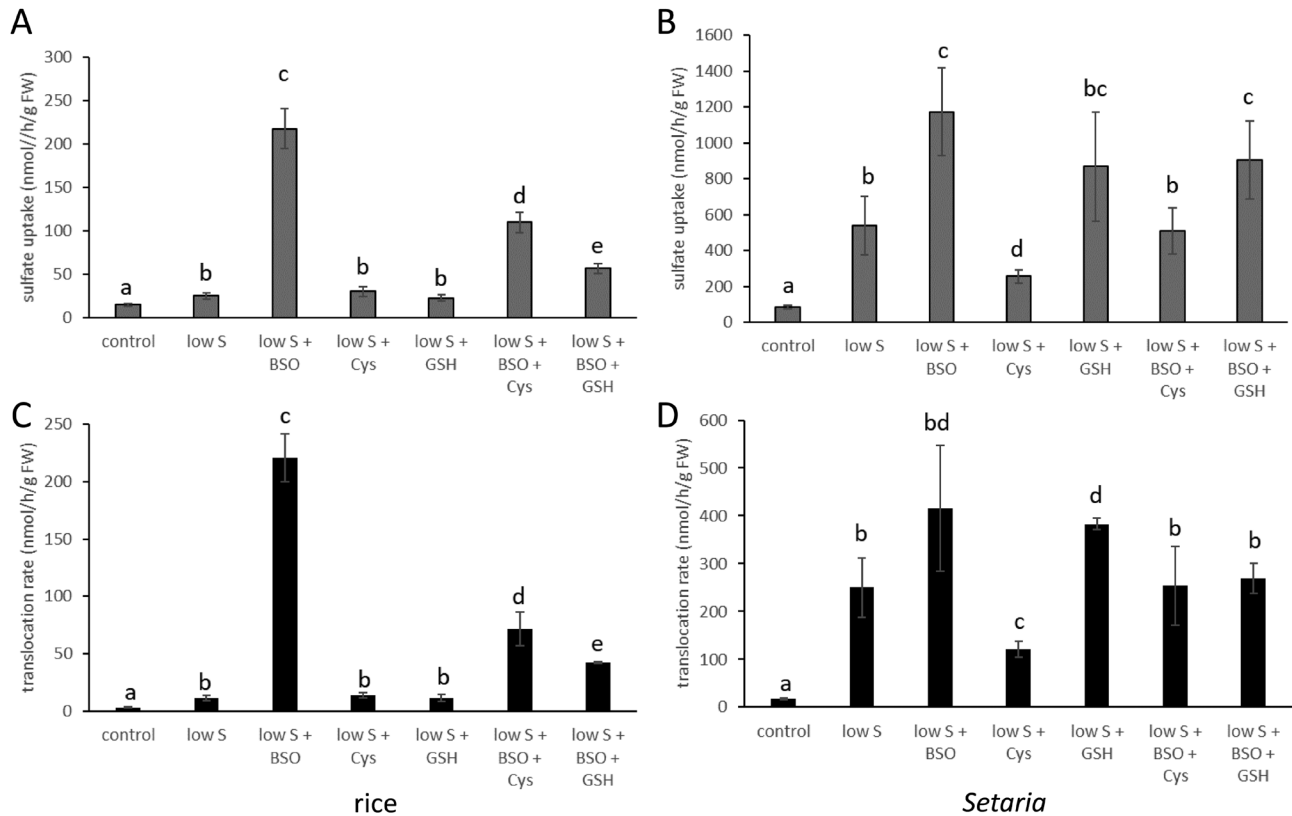 A
sulfate uptake (nmol//h/g FW)
300
250
200
150
100
50
0
a
b
c
b
b
d
e
control
low S
low S +
BSO
low S +
Cys
low S +
GSH
low S +
BSO +
Cys
low S +
BSO +
GSH
B
sulfate uptake (nmol/h/g FW)
1600
1400
1200
1000
800
600
400
200
0
a
b
c
d
bc
b
c
control
low S
low S +
BSO
low S +
Cys
low S +
GSH
low S +
BSO +
Cys
low S +
BSO +
GSH
C
translocation rate (nmol/h/g FW)
250
200
150
100
50
0
a
b
c
b
b
d
e
control
low S
low S +
BSO
low S +
Cys
low S +
GSH
low S +
BSO +
Cys
low S +
BSO +
GSH
rice
D
translocation rate (nmol/h/g FW)
600
500
400
300
200
100
0
a
b
bd
c
d
b
b
control
low S
low S +
BSO
low S +
Cys
low S +
GSH
low S +
BSO +
Cys
low S +
BSO +
GSH
Setaria